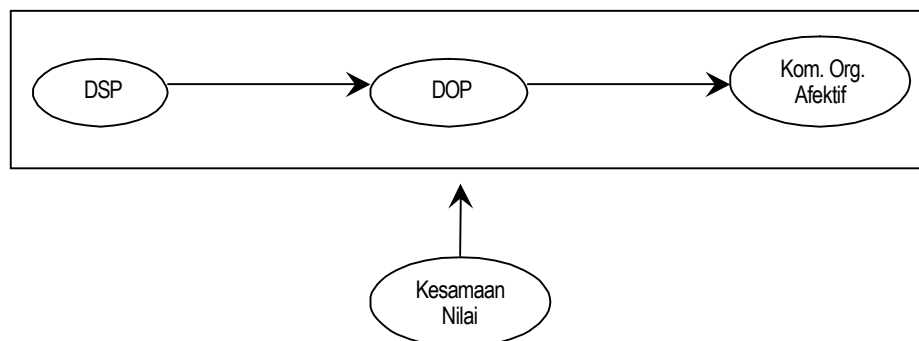 DSP
DOP
Kom. Org.
Afektif
Kesamaan
Nilai